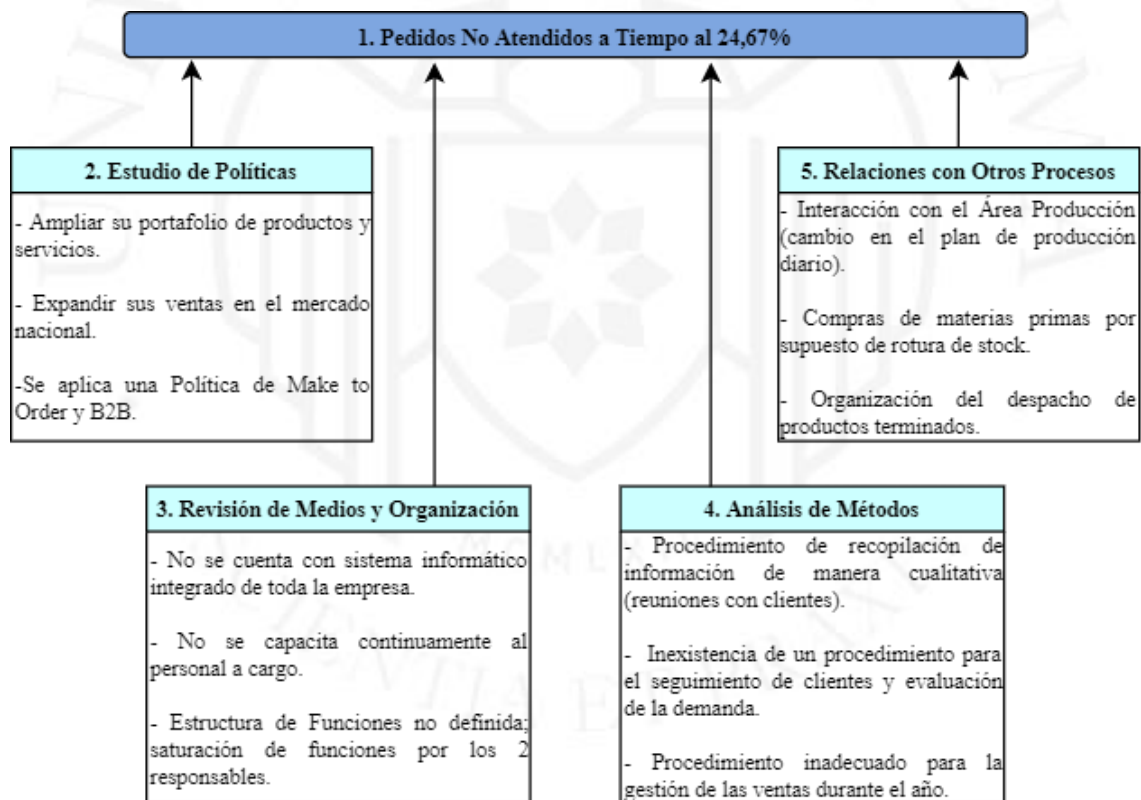 1. Pedidos No Atendidos a Tiempo al 24,67%
2. Estudio de Políticas
- Ampliar su portafolio de productos y
servicios.
- Expandir sus ventas en el mercado
nacional.
-Se aplica una Política de Make to
Order y B2B.
5. Relaciones con Otros Procesos
- Interacción con el Área Producción
(cambio en el plan de producción
diario).
- Compras de materias primas por
supuesto de rotura de stock.
- Organización del despacho de
productos terminados.
3. Revisión de Medios y Organización
- No se cuenta con sistema informático
integrado de toda la empresa.
- No se capacita continuamente al
personal a cargo.
- Estructura de Funciones no definida;
saturación de funciones por los 2
responsables.
4. Análisis de Métodos
- Procedimiento de recopilación de
información de manera cualitativa
(reuniones con clientes).
- Inexistencia de un procedimiento para
el seguimiento de clientes y evaluación
de la demanda.
- Procedimiento inadecuado para la
gestión de las ventas durante el año.